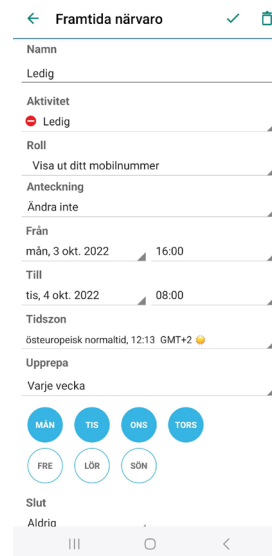 Framtida närvaro
Namn
Ledig
Aktivitet
Ledig
Roll
Visa ut ditt mobilnummer
Anteckning
Ändra inte
Från
mån, 3 okt. 2022 16:00
Till
tis, 4 okt. 2022 08:00
Tidszon
östeuropeisk normaltid, 12:13 GMT+2
Upprepa
Varje vecka
MÅN TIS ONS TORS
FRE LÖR SÖN
Slut
Aldrig